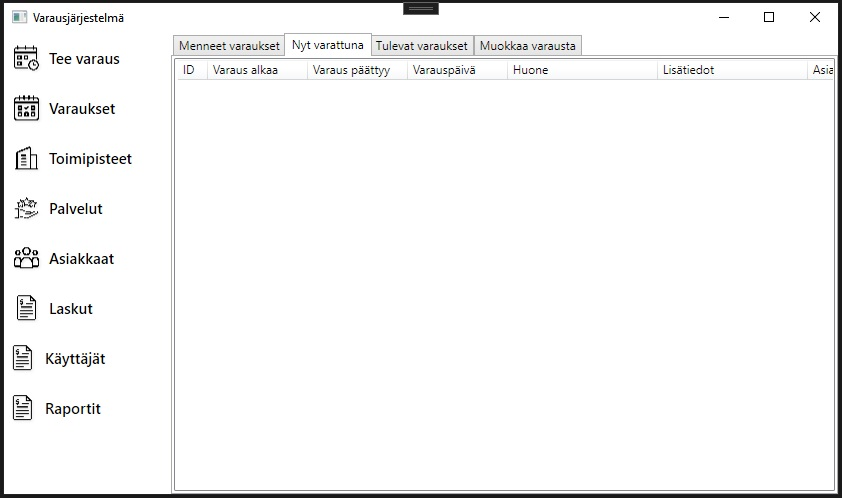 Varausjärjestelmä
Tee varaus
Varaukset
Toimipisteet
Palvelut
Asiakkaat
Laskut
Käyttäjät
Raportit
Menneet varaukset Nyt varattuna Tulevat varaukset Muokkaa varausta
ID Varaus alkaa Varaus päättyy Varauspäivä Huone Lisätiedot Asia